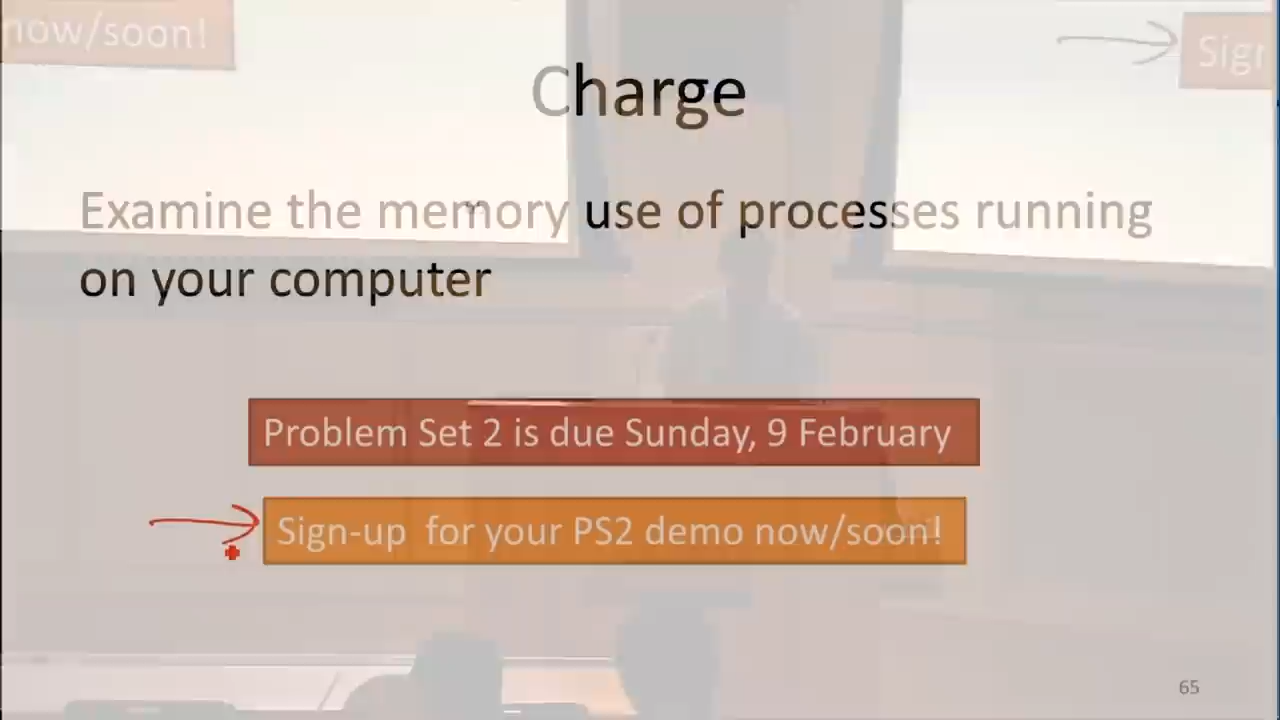 now/soon!
Sign
Charge
Examine the memory use of processes running
on your computer
Problem Set 2 is due Sunday, 9 February
Sign-up for your PS2 demo now/soon!
65